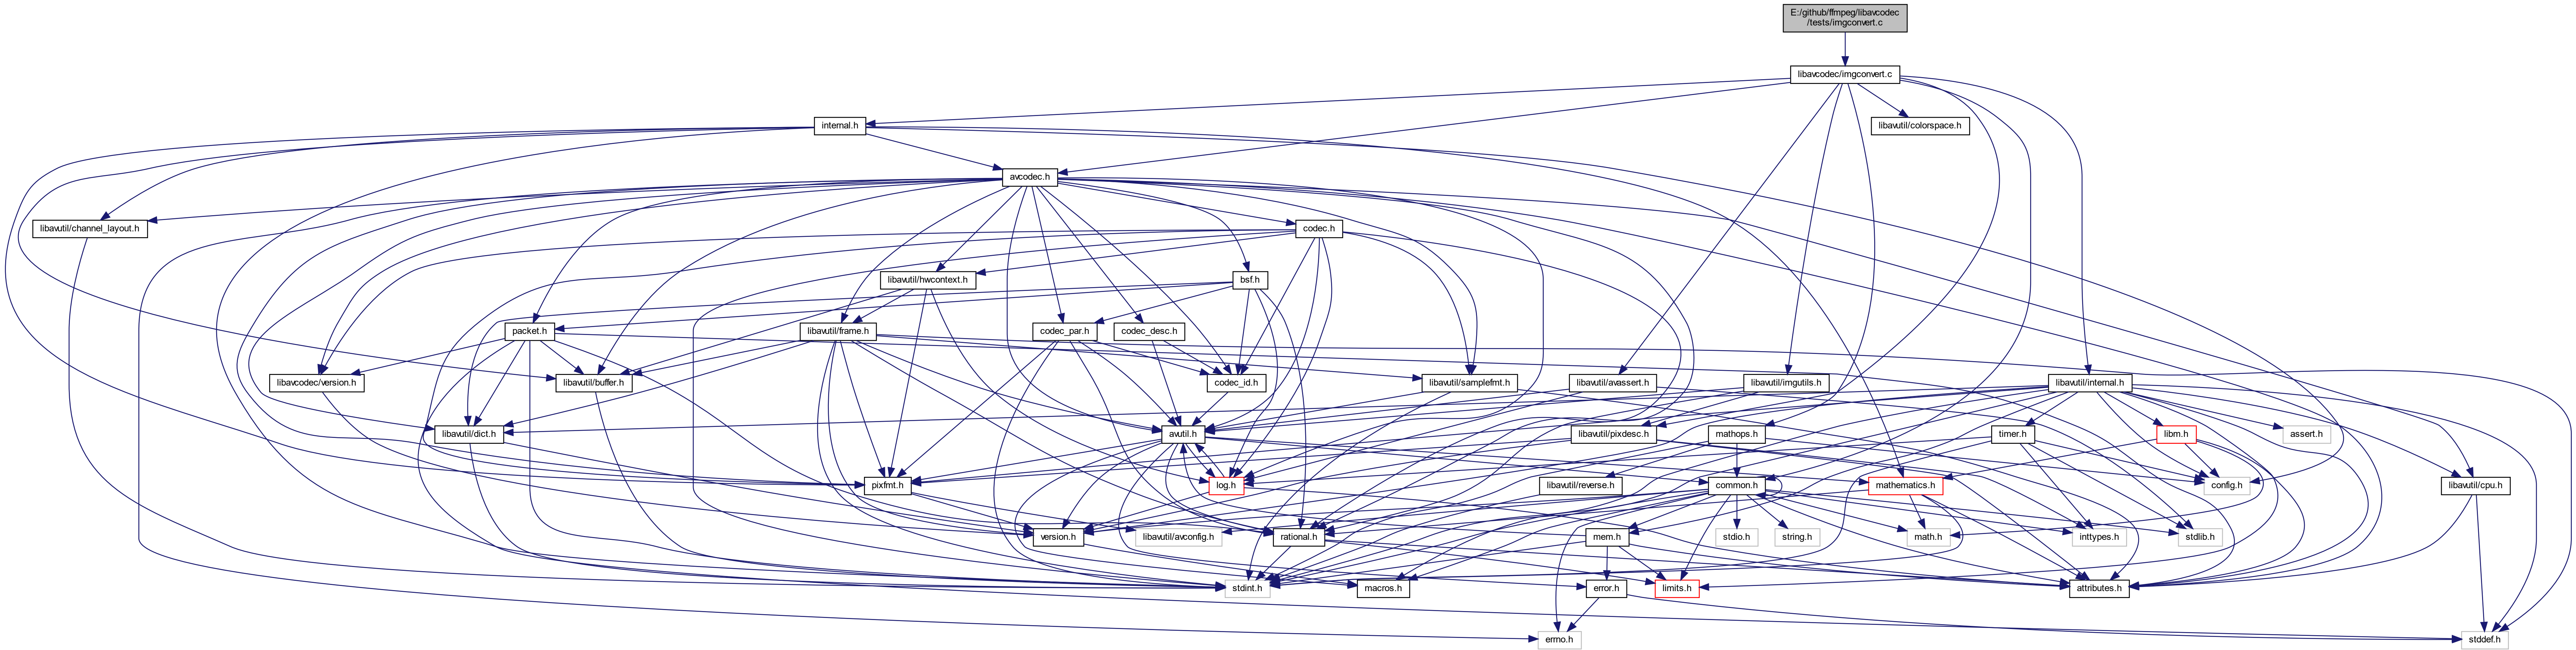 E:/github/ffmpeg/libavcodec
/tests/imgconvert.c
libavcodec/imgconvert.c
internal.h
libavutil/colorspace.h
avcodec.h
libavutil/channel_layout.h
codec.h
libavutil/hwcontext.h
bsf.h
packet.h
libavutil/frame.h
codec_par.h
codec_desc.h
libavcodec/version.h
libavutil/buffer.h
codec_id.h
libavutil/samplefmt.h
libavutil/avassert.h
libavutil/imgutils.h
libavutil/internal.h
libavutil/dict.h
avutil.h
libavutil/pixdesc.h
mathops.h
timer.h
libm.h
assert.h
pixfmt.h
log.h
libavutil/reverse.h
common.h
mathematics.h
config.h
libavutil/cpu.h
version.h
libavutil/avconfig.h
rational.h
mem.h
stdio.h
string.h
math.h
inttypes.h
stdlib.h
stdint.h
macros.h
error.h
limits.h
attributes.h
errno.h
stddef.h